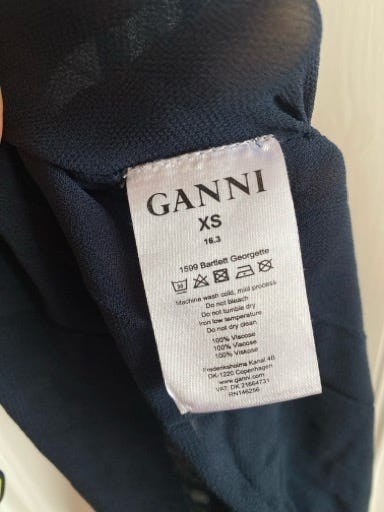 GANNI
XS
16.3
1599 Bartlett Georgette
Machine wash cold, mild process
Do not bleach
Do not tumble dry
Iron low temperature
Do not dry clean
100% Viscose
100% Viscose
100% Viskose
Frederiksholms Kanal 4B
DK-1220 Copenhagen
www.ganni.com
VAT: DK 21664731
RN146256